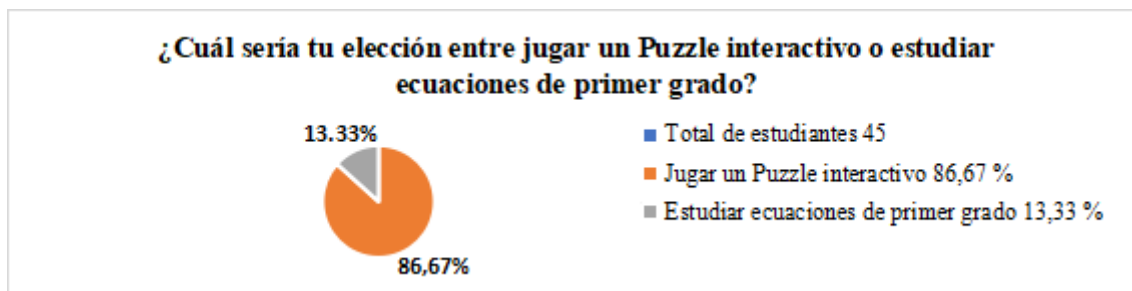 ¿Cuál sería tu elección entre jugar un Puzzle interactivo o estudiar
ecuaciones de primer grado?
13.33%
86,67%
Total de estudiantes 45
Jugar un Puzzle interactivo 86,67 %
Estudiar ecuaciones de primer grado 13,33 %